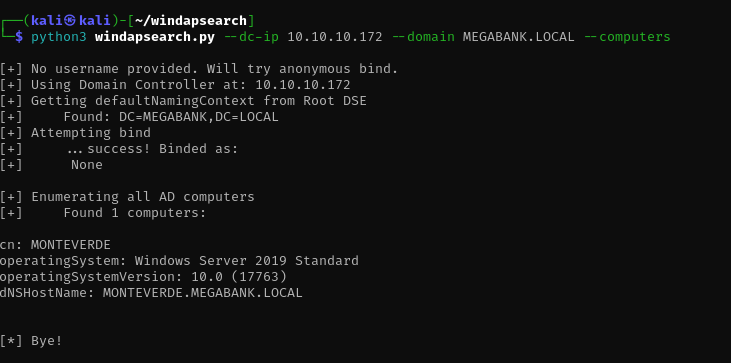 ┌──(kali㉿kali)-[~/windapsearch]
└─$ python3 windapsearch.py --dc-ip 10.10.10.172 --domain MEGABANK.LOCAL --computers
[+] No username provided. Will try anonymous bind.
[+] Using Domain Controller at: 10.10.10.172
[+] Getting defaultNamingContext from Root DSE
[+]     Found: DC=MEGABANK,DC=LOCAL
[+] Attempting bind
[+]     ...success! Binded as:
[+]      None
[+] Enumerating all AD computers
[+]     Found 1 computers:
cn: MONTEVERDE
operatingSystem: Windows Server 2019 Standard
operatingSystemVersion: 10.0 (17763)
dNSHostName: MONTEVERDE.MEGABANK.LOCAL
[*] Bye!